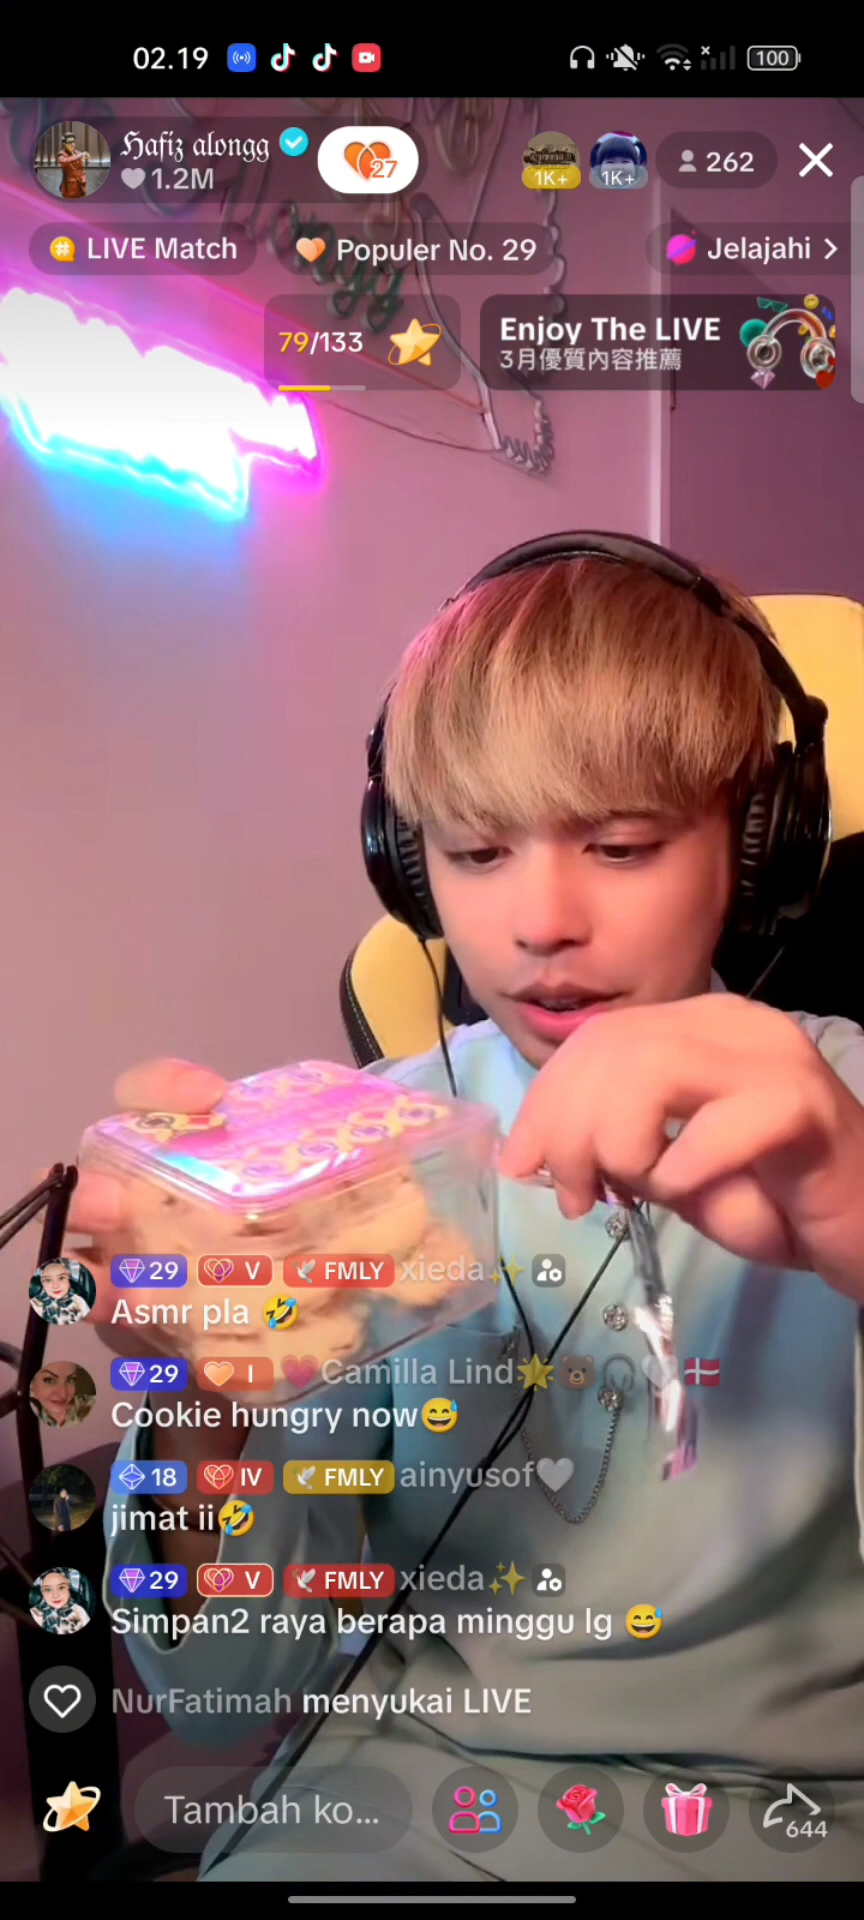 02.19
100
Hafiz alongg
1.2M
27
1K+
1K+
262
LIVE Match
Populer No. 29
Jelajahi
79/133
Enjoy The LIVE
3月優質內容推薦
29 V FMLY xieda✨
Asmr pla 🤣
29 I ❤️Camilla Lind🌟🐻🎧🤍🇩🇰
Cookie hungry now😅
18 IV FMLY ainyusof🤍
jimat ii🤣
29 V FMLY xieda✨
Simpan2 raya berapa minggu lg 😅
NurFatimah menyukai LIVE
Tambah ko...
644